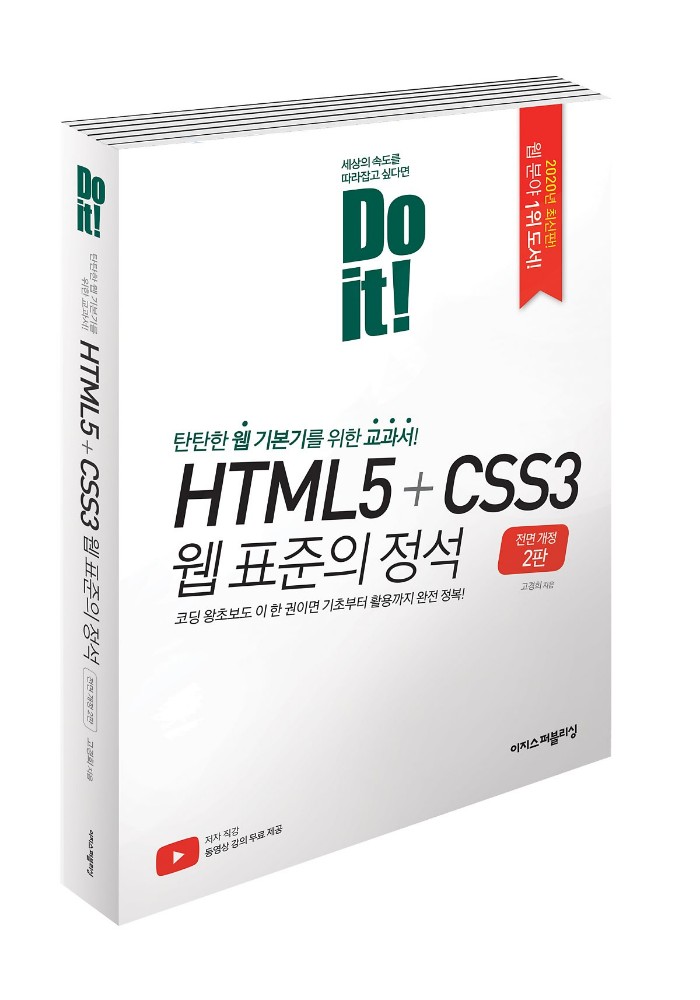 세상의 속도를
따라잡고 싶다면
Do
it!
2020년 최신판!
웹 분야 1위 도서!
탄탄한 웹 기본기를 위한 교과서!
HTML5 + CSS3
웹 표준의 정석
전면 개정
2판
고경희 지음
코딩 왕초보도 이 한 권이면 기초부터 활용까지 완전 정복!
이지스퍼블리싱
저자 직강
동영상 강의 무료 제공
Do
it!
탄탄한 웹 기본기를
위한 교과서!
HTML5 + CSS3 웹 표준의 정석
전면 개정 2판
고경희 지음
이지스퍼블리싱